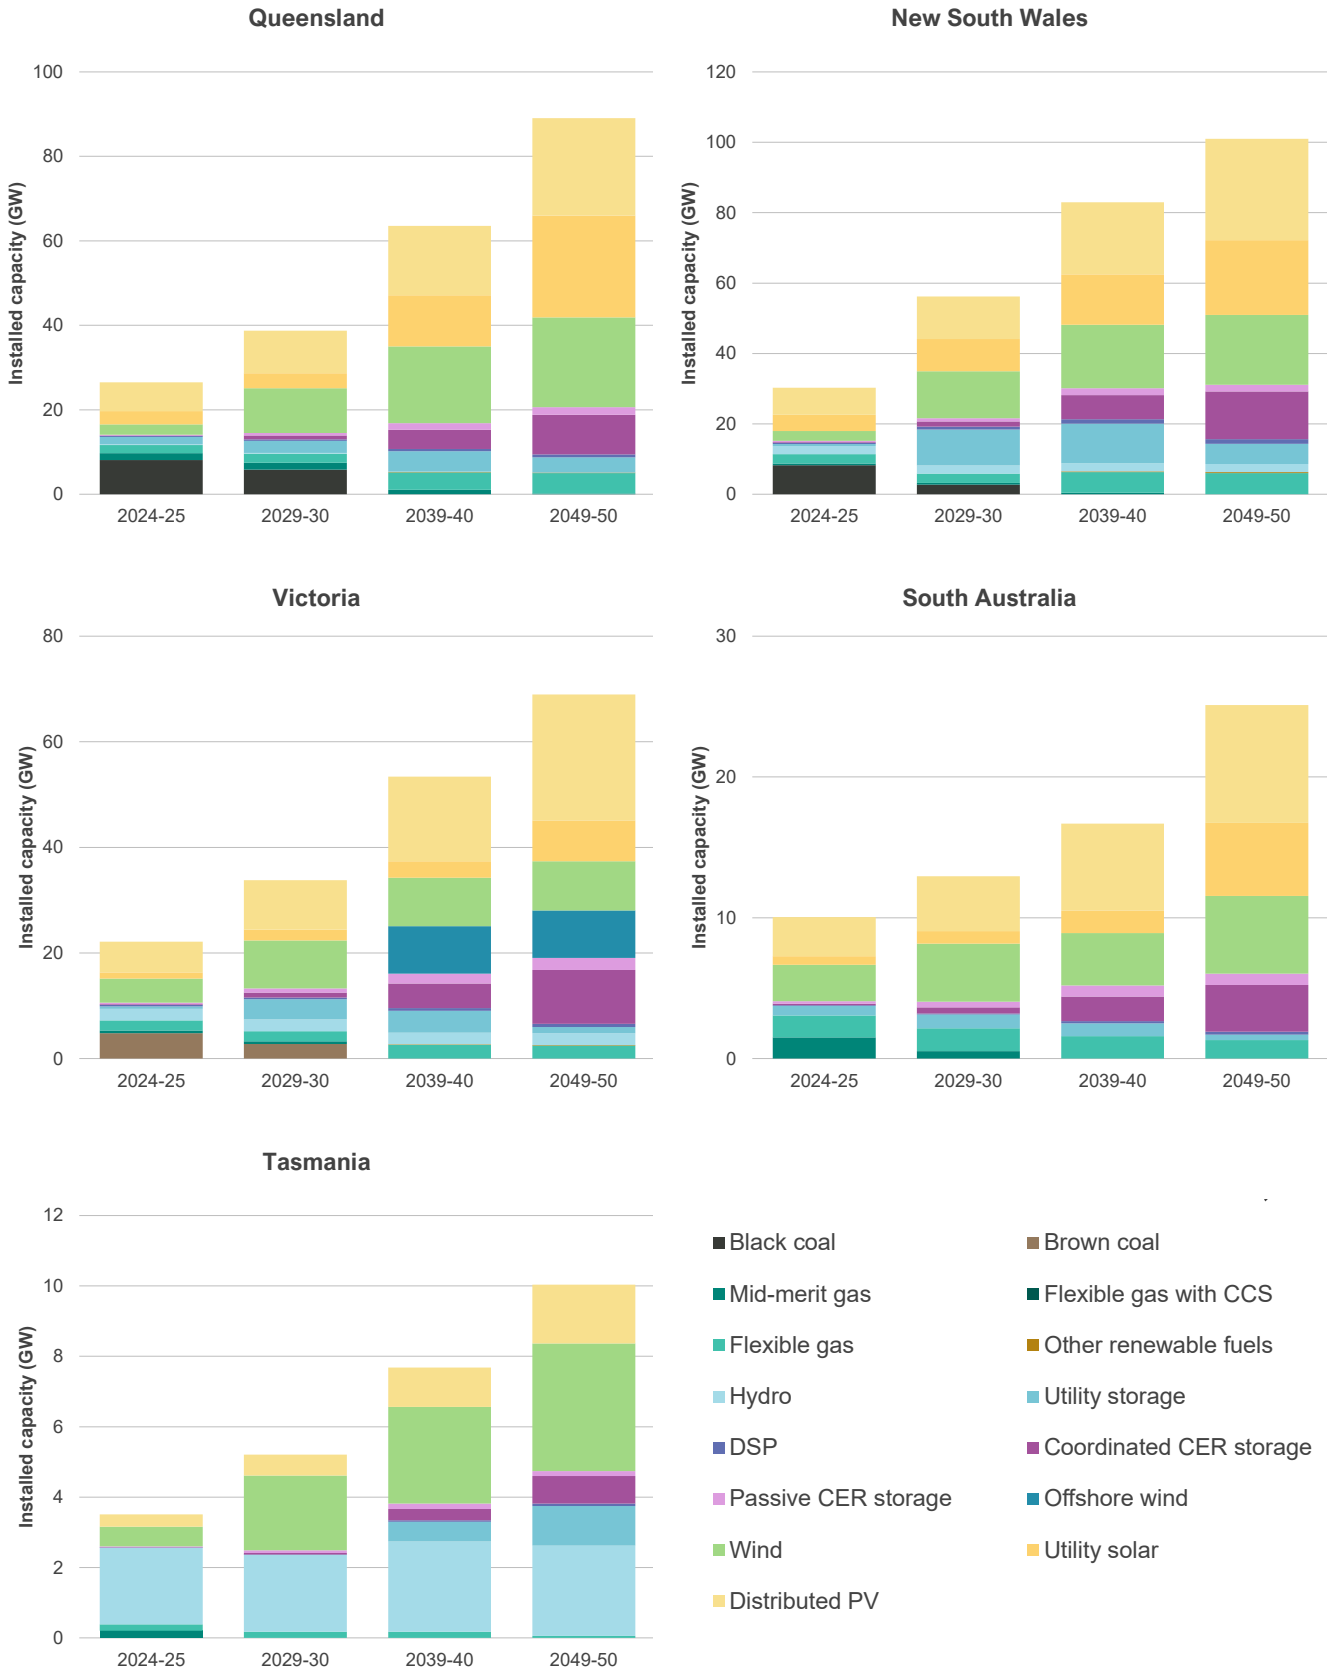 Queensland
New South Wales
Installed capacity (GW)
100
80
60
40
20
0
2024-25
2029-30
2039-40
2049-50
Installed capacity (GW)
120
100
80
60
40
20
0
2024-25
2029-30
2039-40
2049-50
Victoria
South Australia
Installed capacity (GW)
80
60
40
20
0
2024-25
2029-30
2039-40
2049-50
Installed capacity (GW)
30
20
10
0
2024-25
2029-30
2039-40
2049-50
Tasmania
Installed capacity (GW)
12
10
8
6
4
2
0
2024-25
2029-30
2039-40
2049-50
Black coal
Brown coal
Mid-merit gas
Flexible gas with CCS
Flexible gas
Other renewable fuels
Hydro
Utility storage
DSP
Coordinated CER storage
Passive CER storage
Offshore wind
Wind
Utility solar
Distributed PV